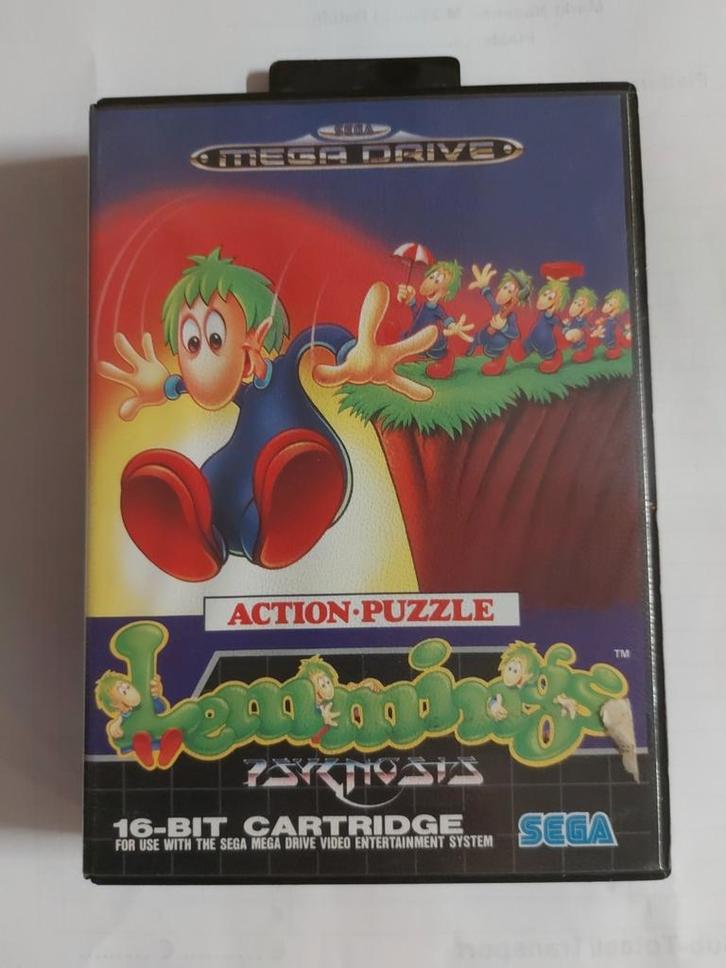 SEGA
MEGA DRIVE
ACTION·PUZZLE
Lemmings
TM
PSYGNOSIS
16-BIT CARTRIDGE
FOR USE WITH THE SEGA MEGA DRIVE VIDEO ENTERTAINMENT SYSTEM
SEGA